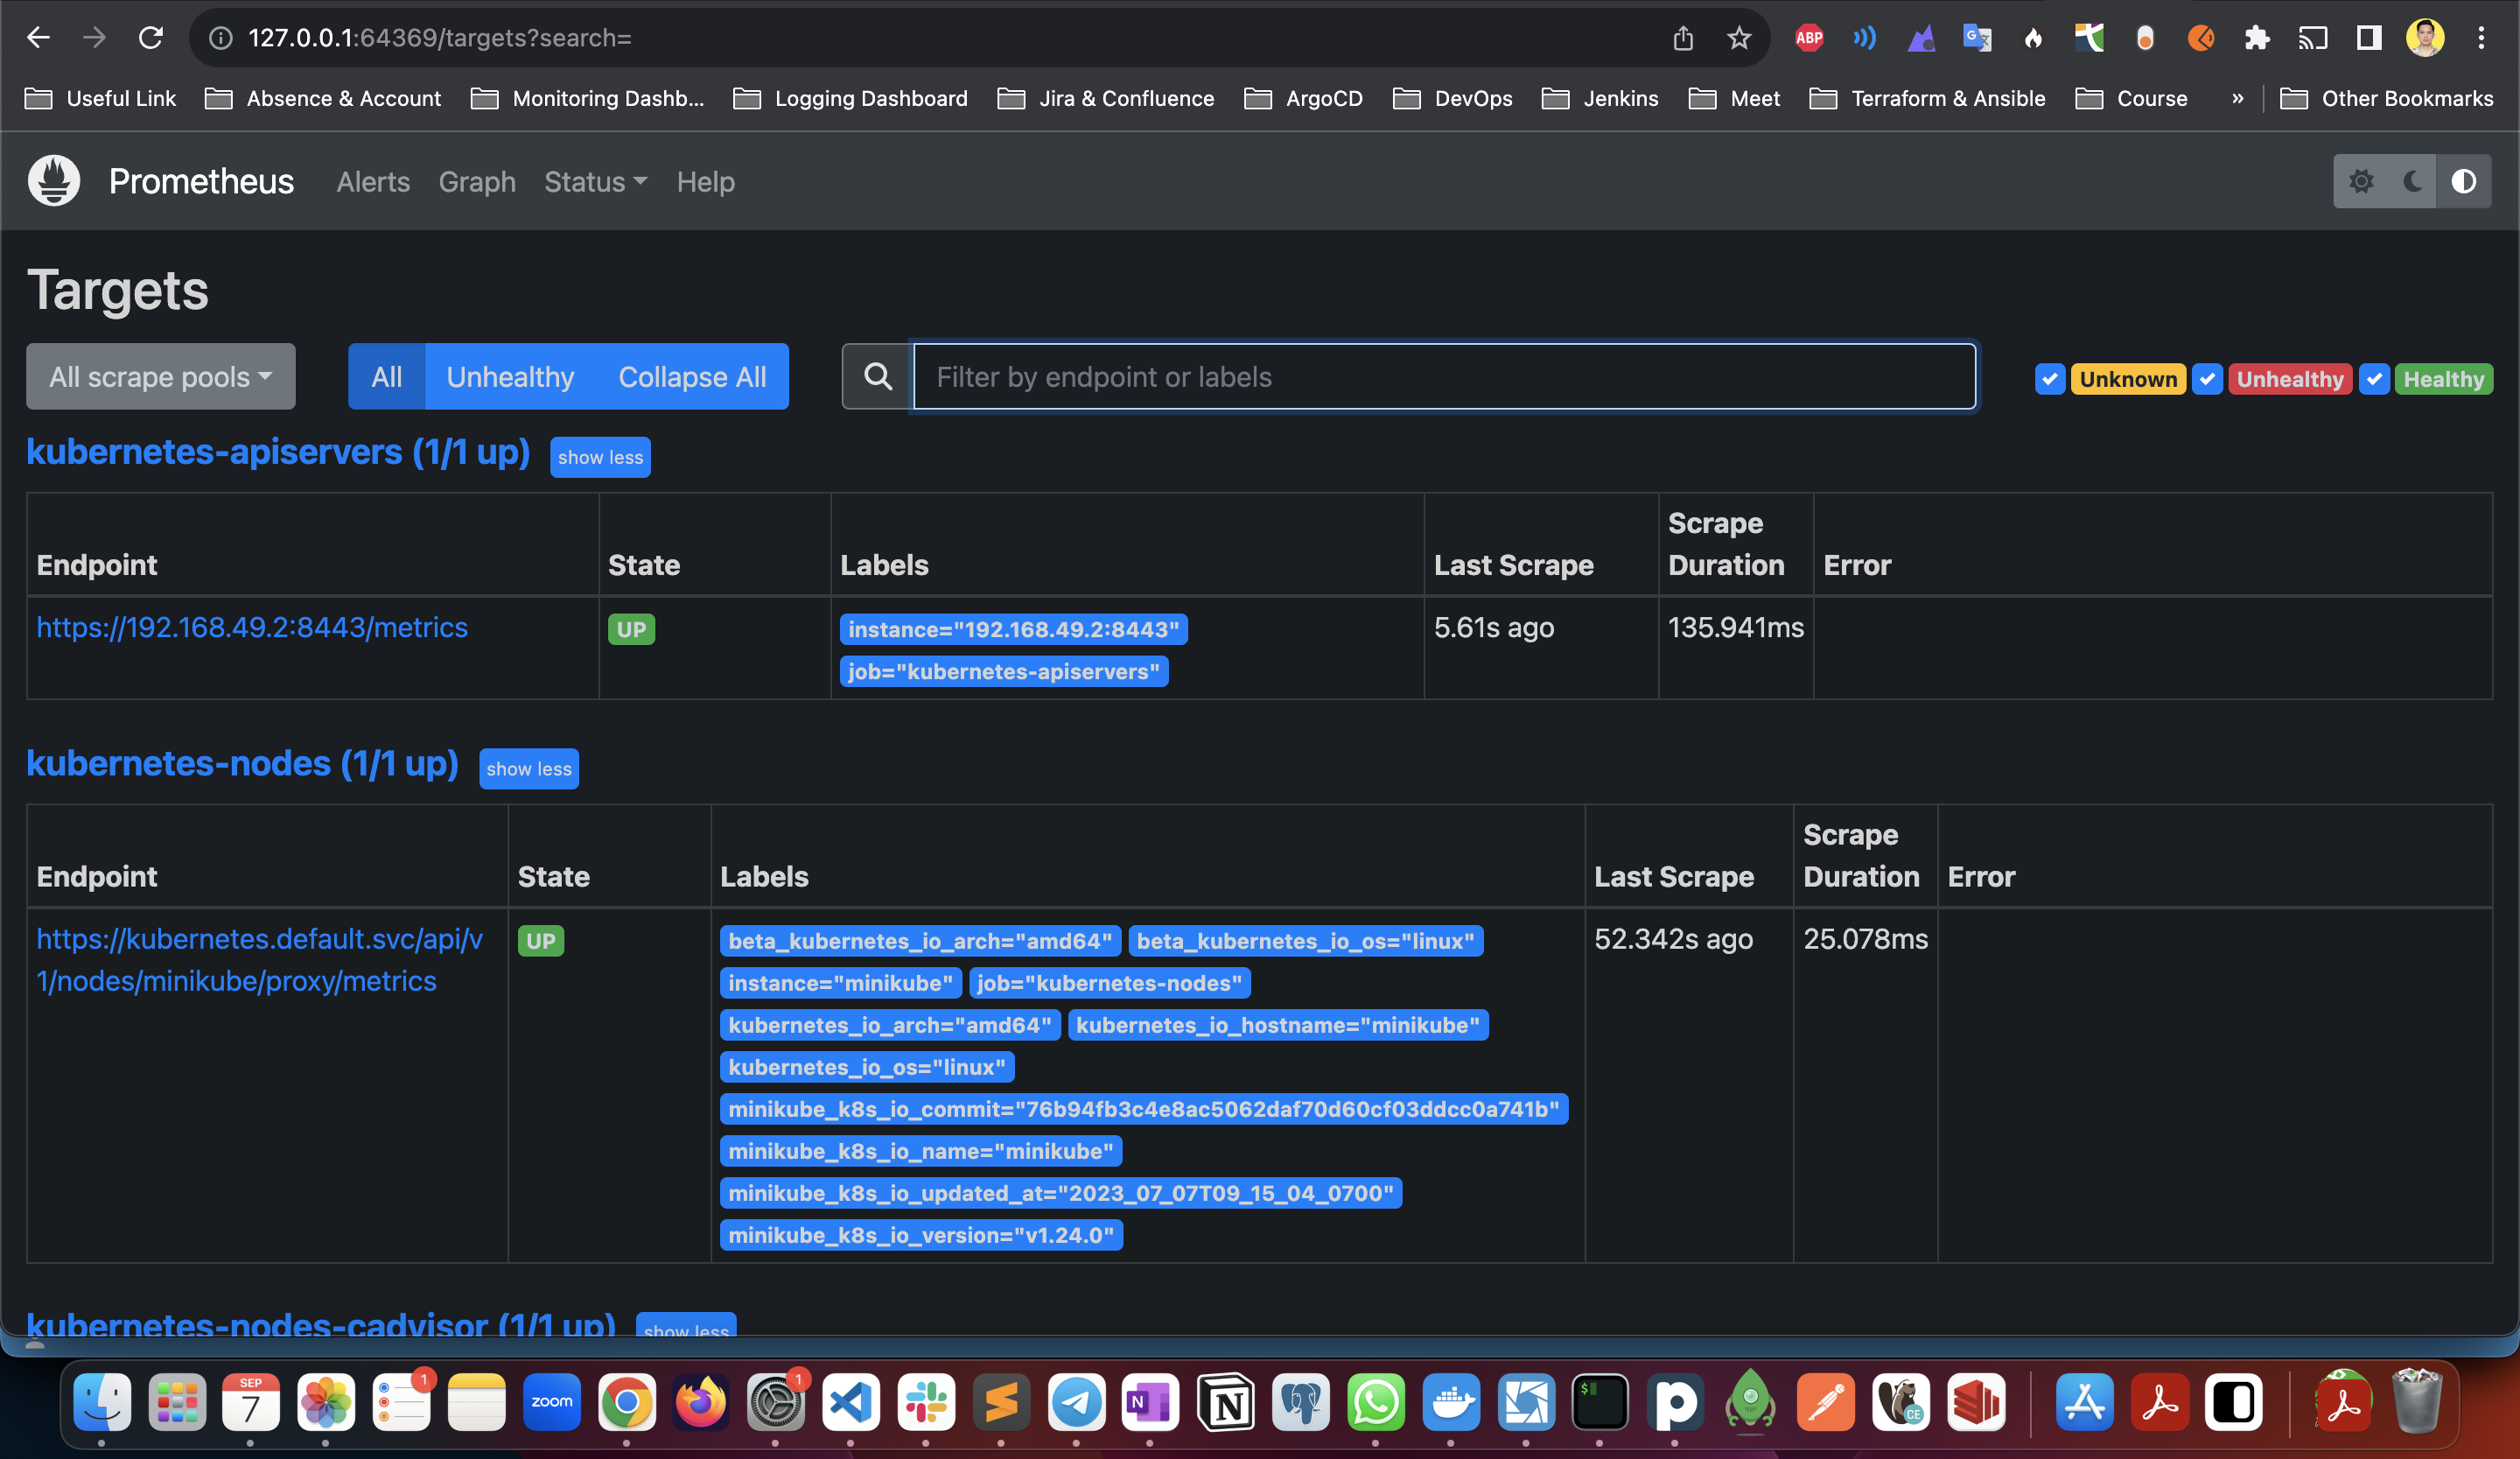 127.0.0.1:64369/targets?search=
ABP
Useful Link
Absence & Account
Monitoring Dashb...
Logging Dashboard
Jira & Confluence
ArgoCD
DevOps
Jenkins
Meet
Terraform & Ansible
Course
»
Other Bookmarks
Prometheus Alerts Graph Status Help
Targets
All scrape pools
All Unhealthy Collapse All
Filter by endpoint or labels
Unknown Unhealthy Healthy
kubernetes-apiservers (1/1 up) show less
Endpoint State Labels Last Scrape Scrape Duration Error
https://192.168.49.2:8443/metrics UP instance="192.168.49.2:8443" 5.61s ago 135.941ms
job="kubernetes-apiservers"
kubernetes-nodes (1/1 up) show less
Endpoint State Labels Last Scrape Scrape Duration Error
https://kubernetes.default.svc/api/v UP beta_kubernetes_io_arch="amd64" beta_kubernetes_io_os="linux" 52.342s ago 25.078ms
1/nodes/minikube/proxy/metrics instance="minikube" job="kubernetes-nodes"
kubernetes_io_arch="amd64" kubernetes_io_hostname="minikube"
kubernetes_io_os="linux"
minikube_k8s_io_commit="76b94fb3c4e8ac5062daf70d60cf03ddcc0a741b"
minikube_k8s_io_name="minikube"
minikube_k8s_io_updated_at="2023_07_07T09_15_04_0700"
minikube_k8s_io_version="v1.24.0"
kubernetes-nodes-cadvisor (1/1 up) show less
SEP
7
1
zoom
1
N
N
$
CE